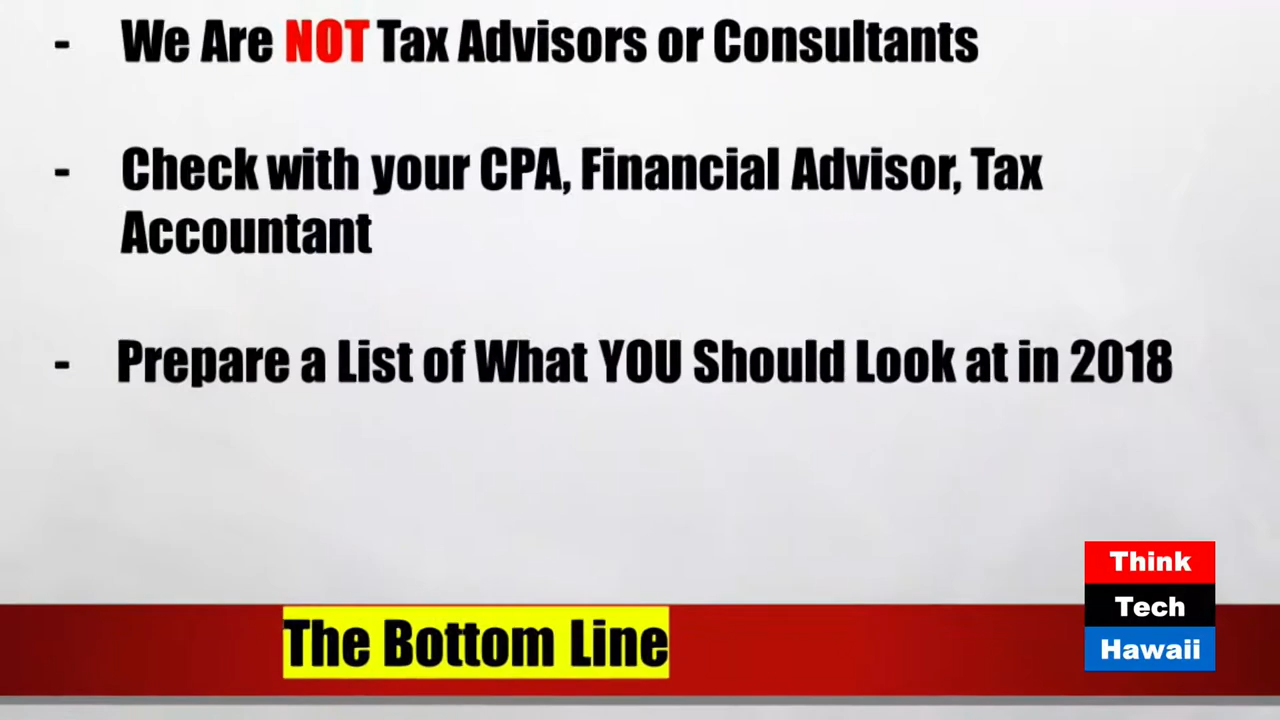 - We Are NOT Tax Advisors or Consultants
- Check with your CPA, Financial Advisor, Tax
Accountant
- Prepare a List of What YOU Should Look at in 2018
The Bottom Line
Think
Tech
Hawaii